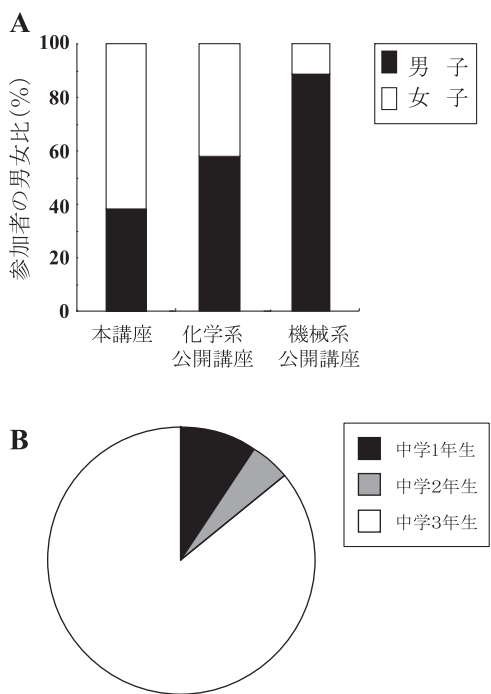 A
参加者の男女比(%)
100
80
60
40
20
0
男 子
女 子
本講座
化学系
公開講座
機械系
公開講座
B
中学1年生
中学2年生
中学3年生